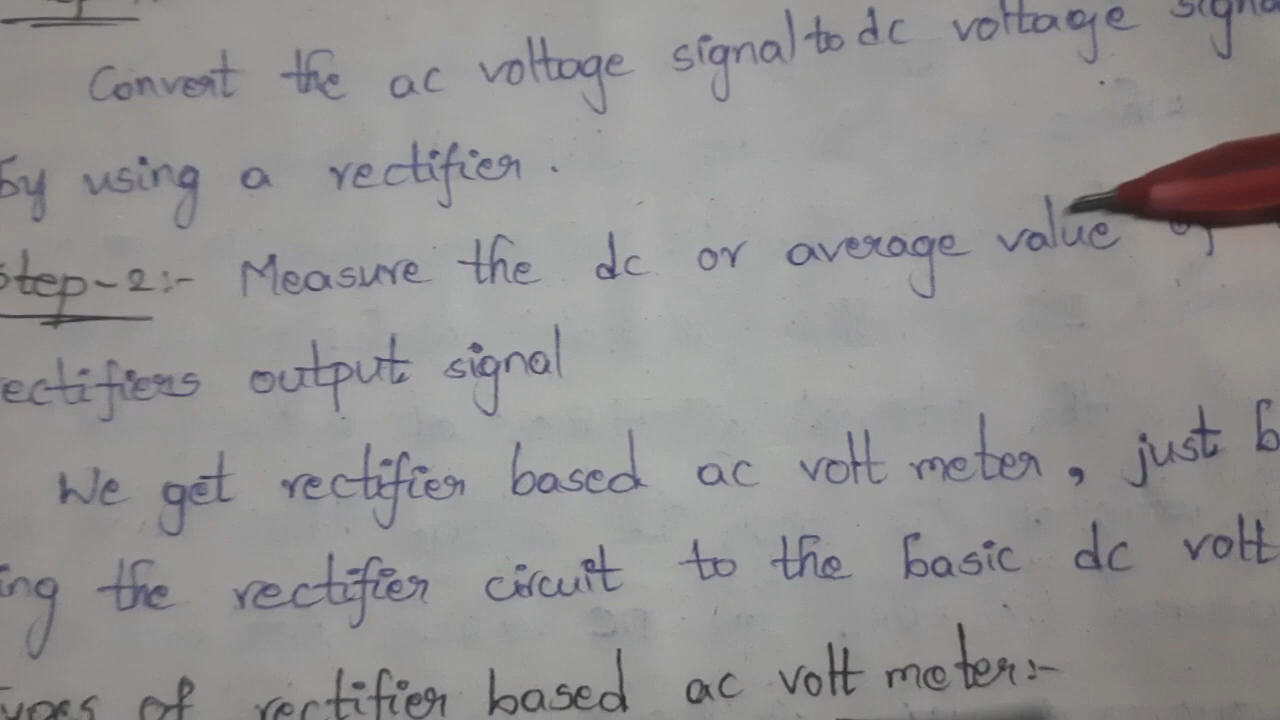 Convert the ac voltage signal to dc voltage
by using a rectifier.
Step-2:- Measure the dc or average value
ectifiers output signal
We get rectifier based ac volt meter, just b
ing the rectifier circuit to the basic dc volt
ypes of rectifier based ac volt meter:-